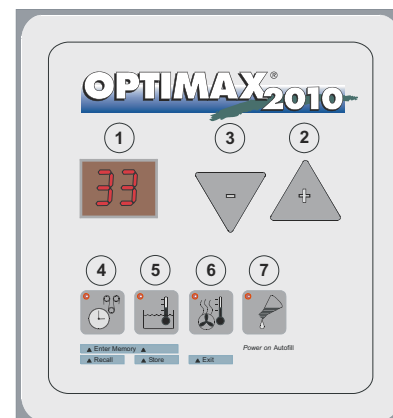 OPTIMAX®
2010
1 3 2
33 - +
4 5 6 7
▲ Enter Memory ▲ Power on Autofill
▲ Recall ▲ Store ▲ Exit